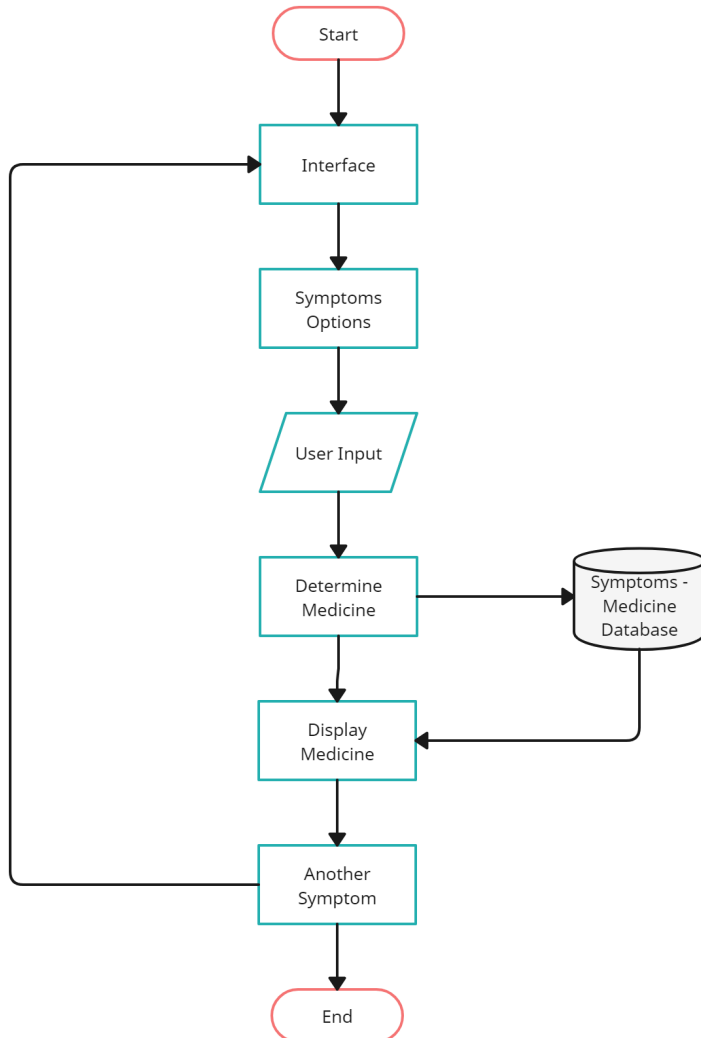 Start
Interface
Symptoms
Options
User Input
Determine
Medicine
Symptoms -
Medicine
Database
Display
Medicine
Another
Symptom
End